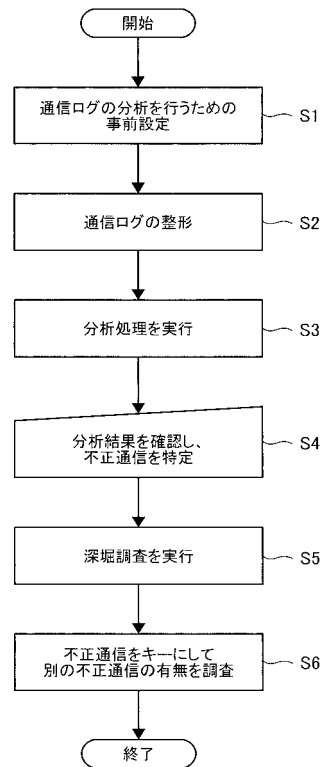 開始
通信ログの分析を行うための
事前設定
S1
通信ログの整形
S2
分析処理を実行
S3
分析結果を確認し、
不正通信を特定
S4
深堀調査を実行
S5
不正通信をキーにして
別の不正通信の有無を調査
S6
終了